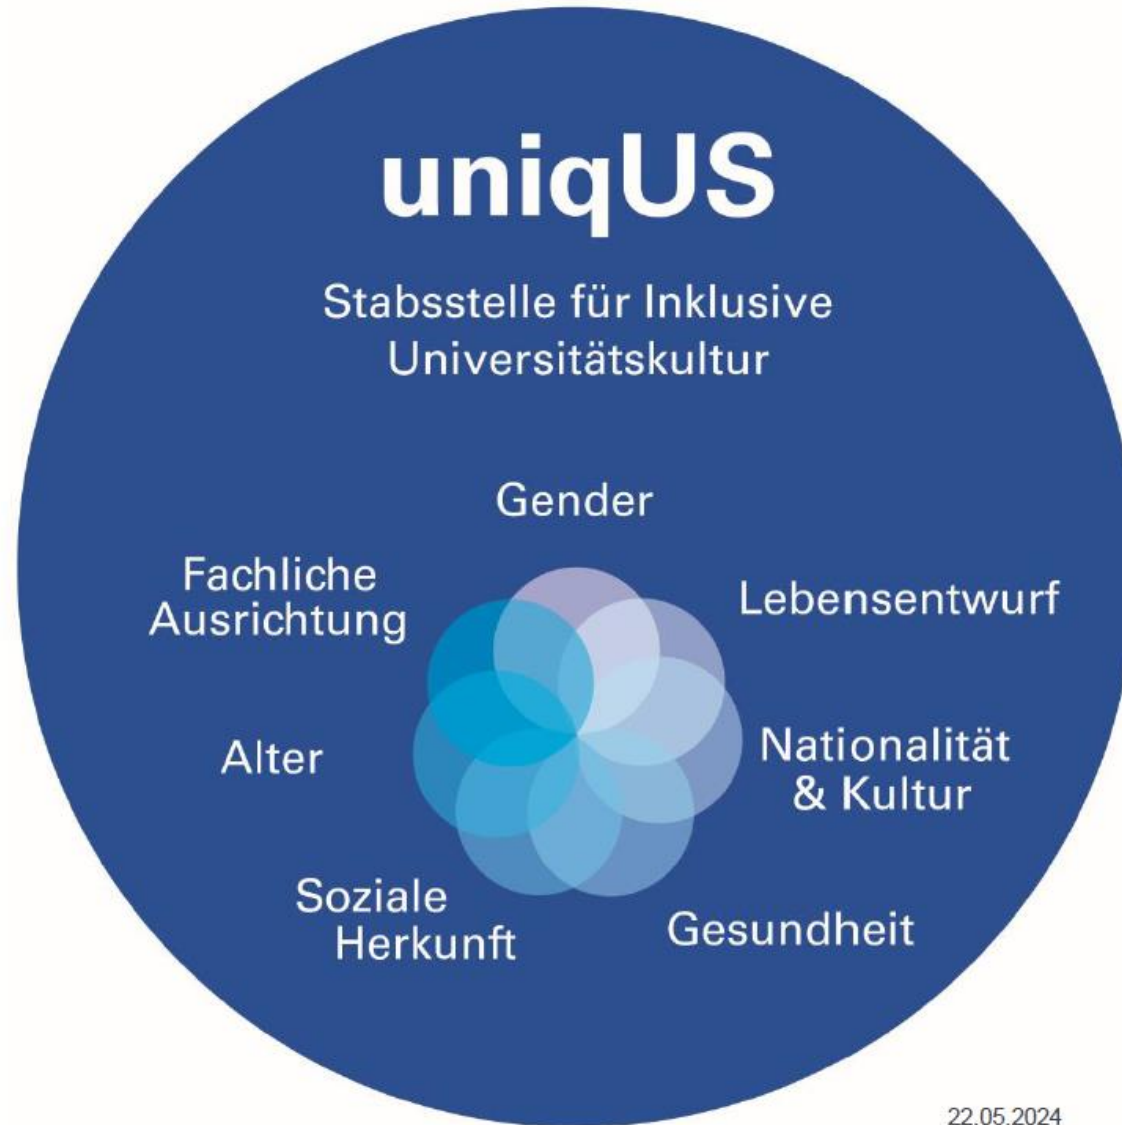 uniqUS
Stabsstelle für Inklusive
Universitätskultur
Gender
Fachliche
Ausrichtung
Lebensentwurf
Alter
Nationalität
& Kultur
Soziale
Herkunft
Gesundheit
22.05.2024